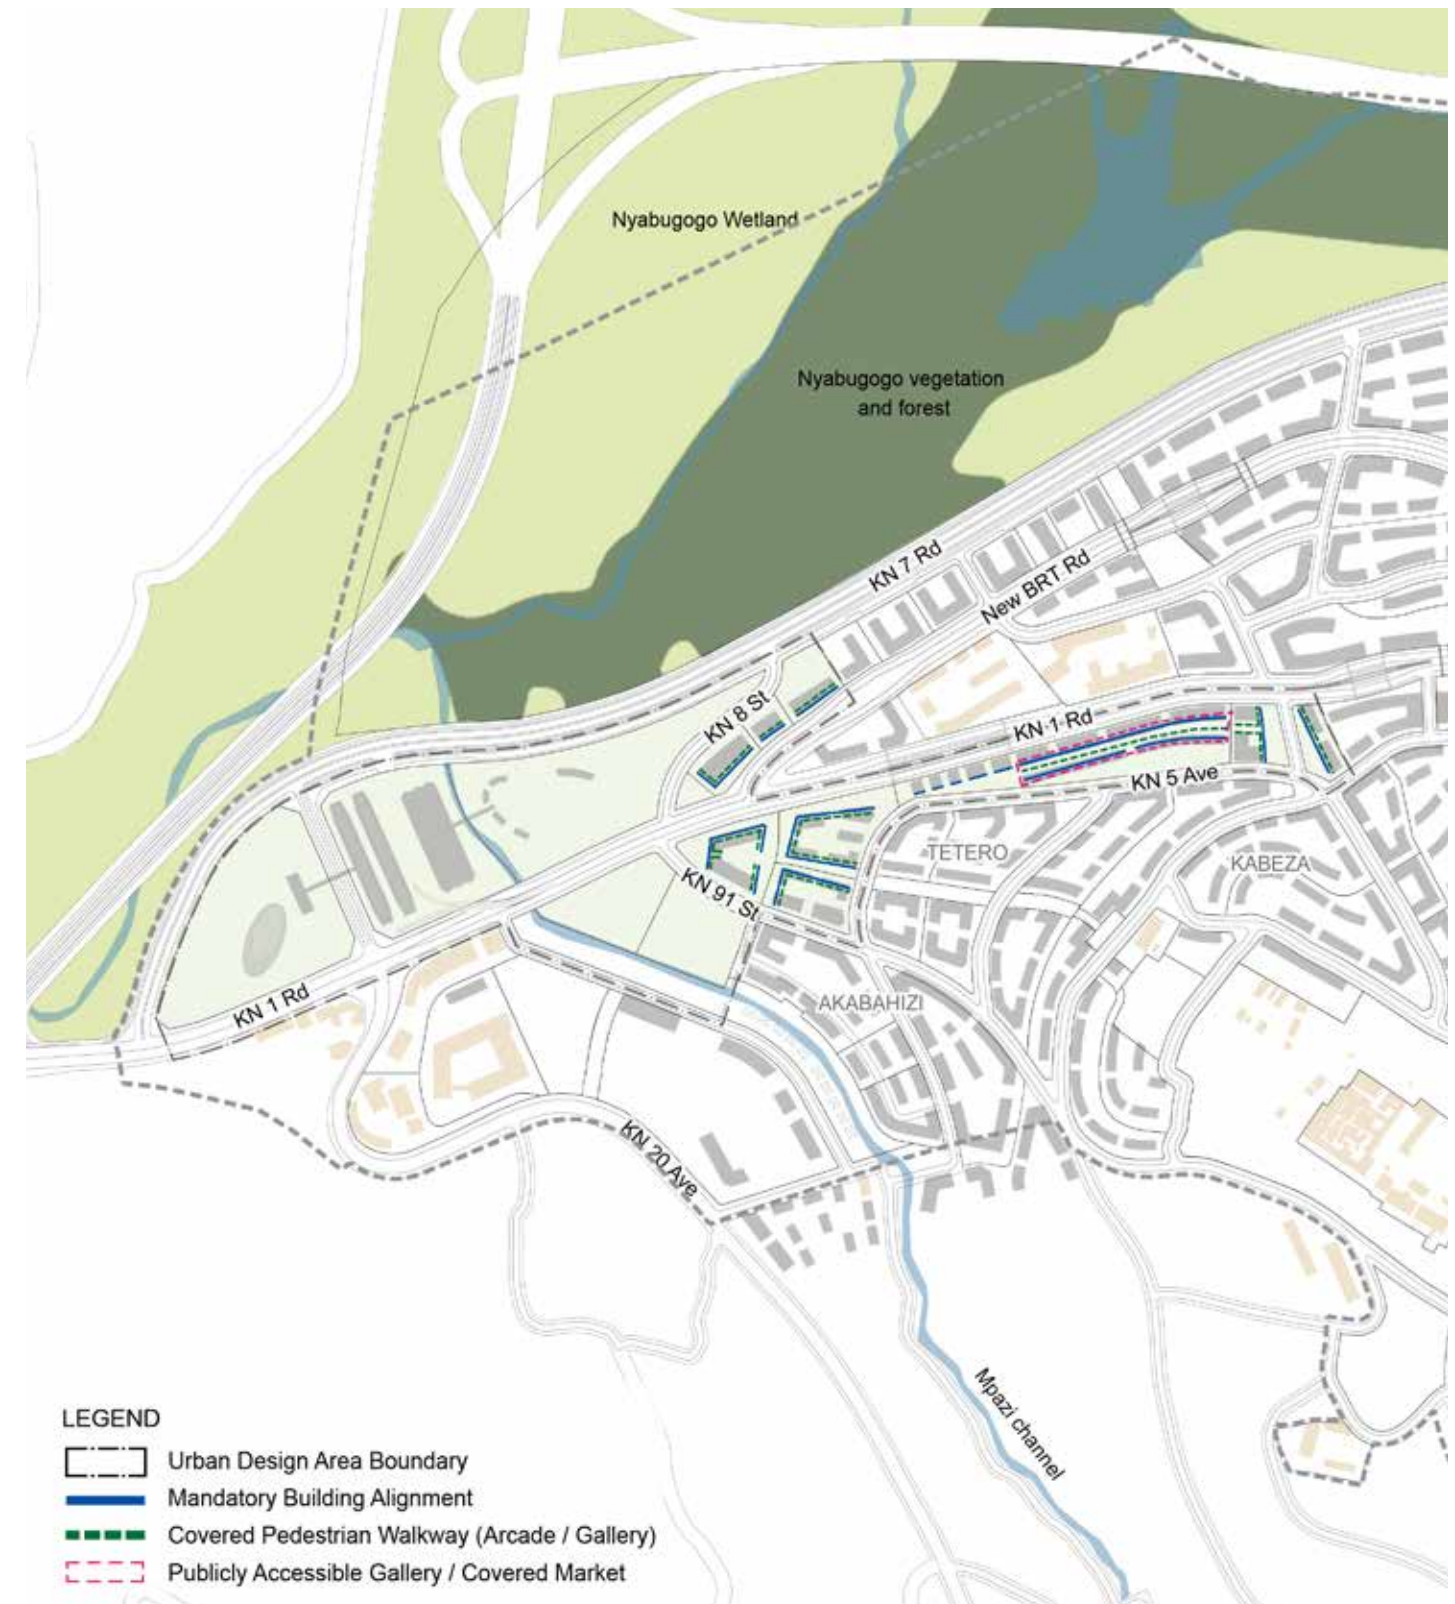 Nyabugogo Wetland
Nyabugogo vegetation
and forest
KN 7 Rd
New BRT Rd
KN 8 St
KN 1 Rd
KN 5 Ave
TETERO
KABEZA
KN 91 St
AKABAHIZI
KN 1 Rd
KN 20 Ave
Mpazi channel
LEGEND
Urban Design Area Boundary
Mandatory Building Alignment
Covered Pedestrian Walkway (Arcade / Gallery)
Publicly Accessible Gallery / Covered Market